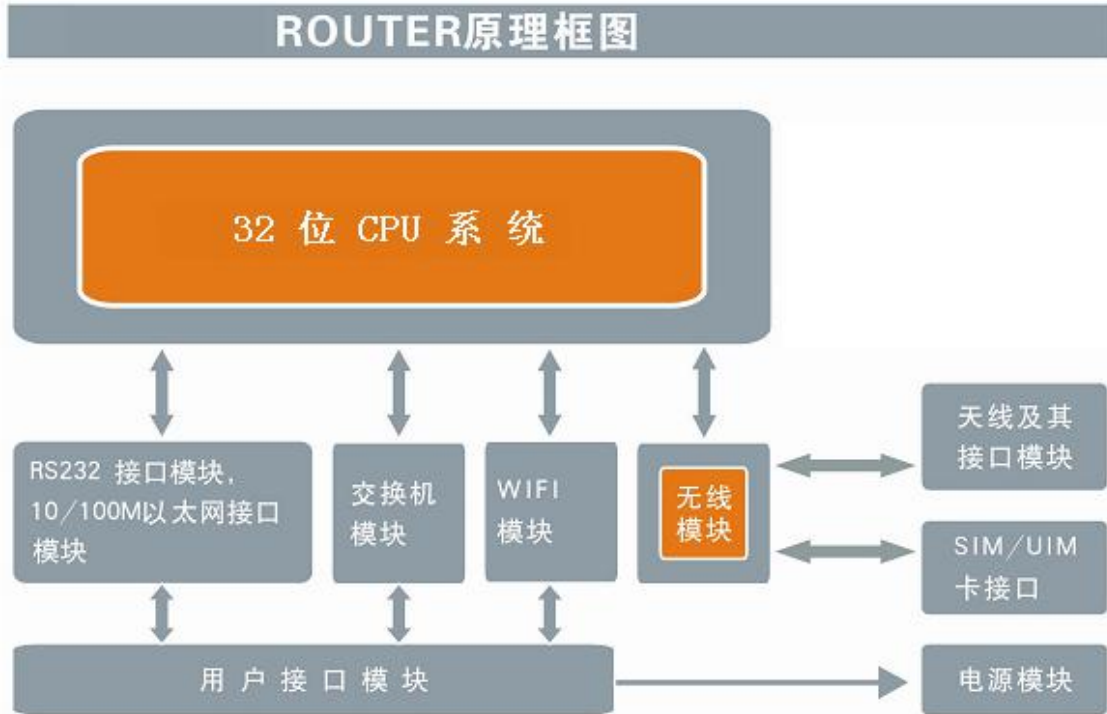 ROUTER原理框图
32 位 CPU 系 统
RS232 接口模块,
10/100M以太网接口
模块
交换机
模块
WIFI
模块
无线
模块
天线及其
接口模块
SIM/UIM
卡接口
用 户 接 口 模 块
电源模块